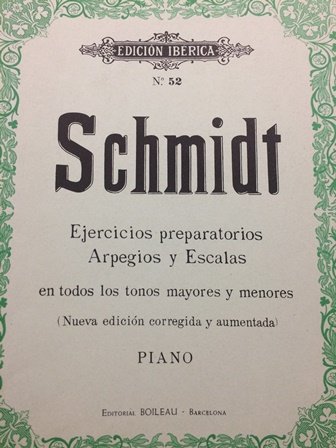 EDICIÓN IBERICA
Nº 52
Schmidt
Ejercicios preparatorios
Arpegios y Escalas
en todos los tonos mayores y menores
(Nueva edición corregida y aumentada)
PIANO
EDITORIAL BOILEAU - BARCELONA